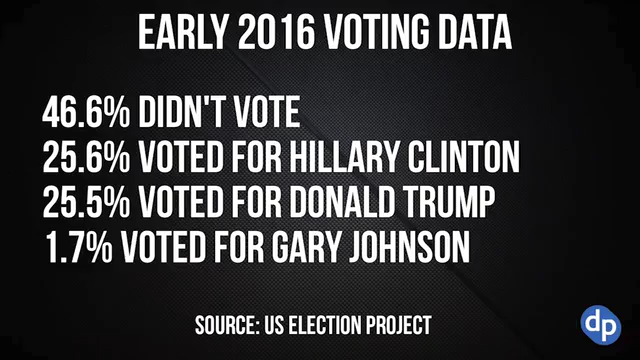 EARLY 2016 VOTING DATA
46.6% DIDN'T VOTE
25.6% VOTED FOR HILLARY CLINTON
25.5% VOTED FOR DONALD TRUMP
1.7% VOTED FOR GARY JOHNSON
SOURCE: US ELECTION PROJECT
dp